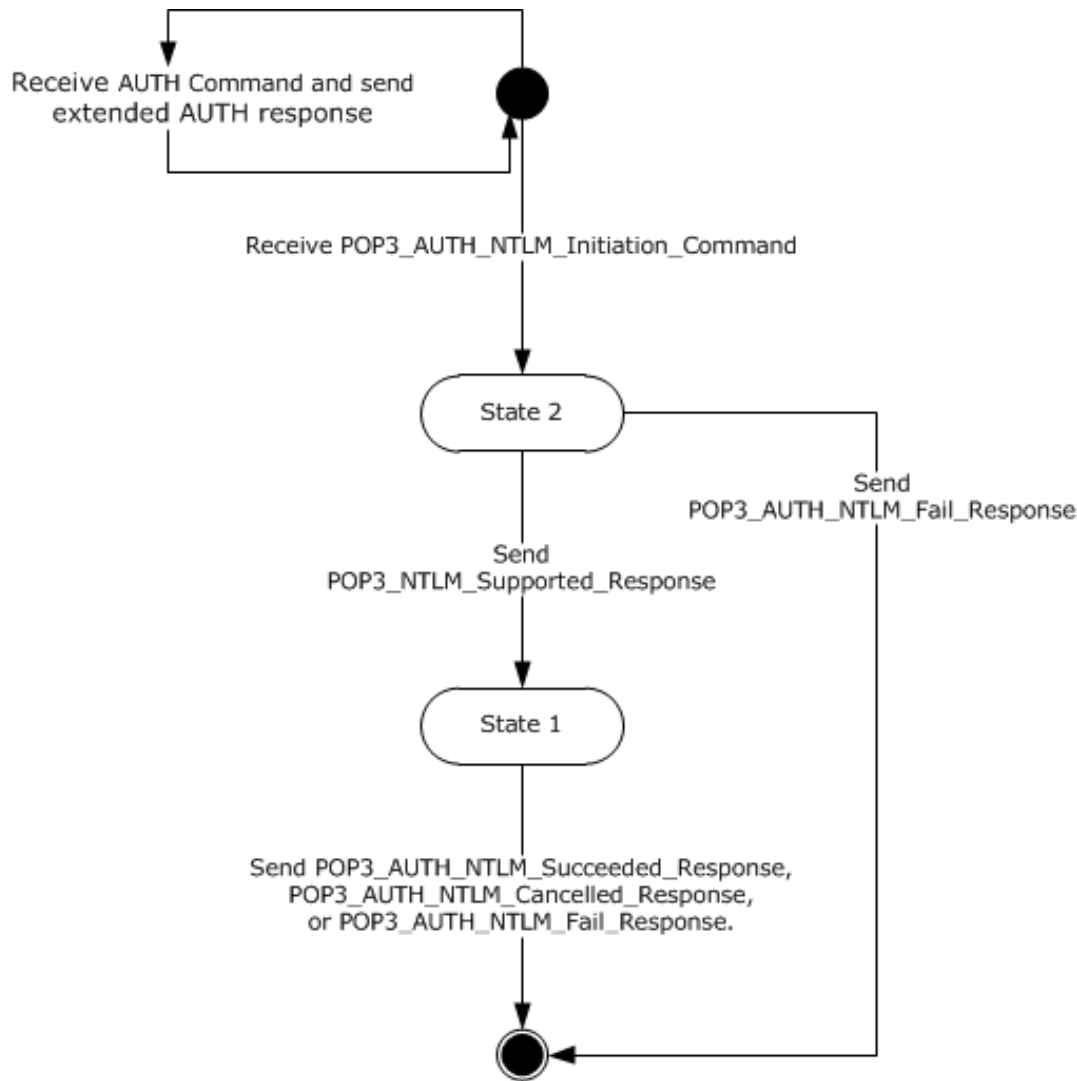 Receive AUTH Command and send
extended AUTH response
Receive POP3_AUTH_NTLM_Initiation_Command
State 2
Send
POP3_AUTH_NTLM_Fail_Response
Send
POP3_NTLM_Supported_Response
State 1
Send POP3_AUTH_NTLM_Succeeded_Response,
POP3_AUTH_NTLM_Cancelled_Response,
or POP3_AUTH_NTLM_Fail_Response.